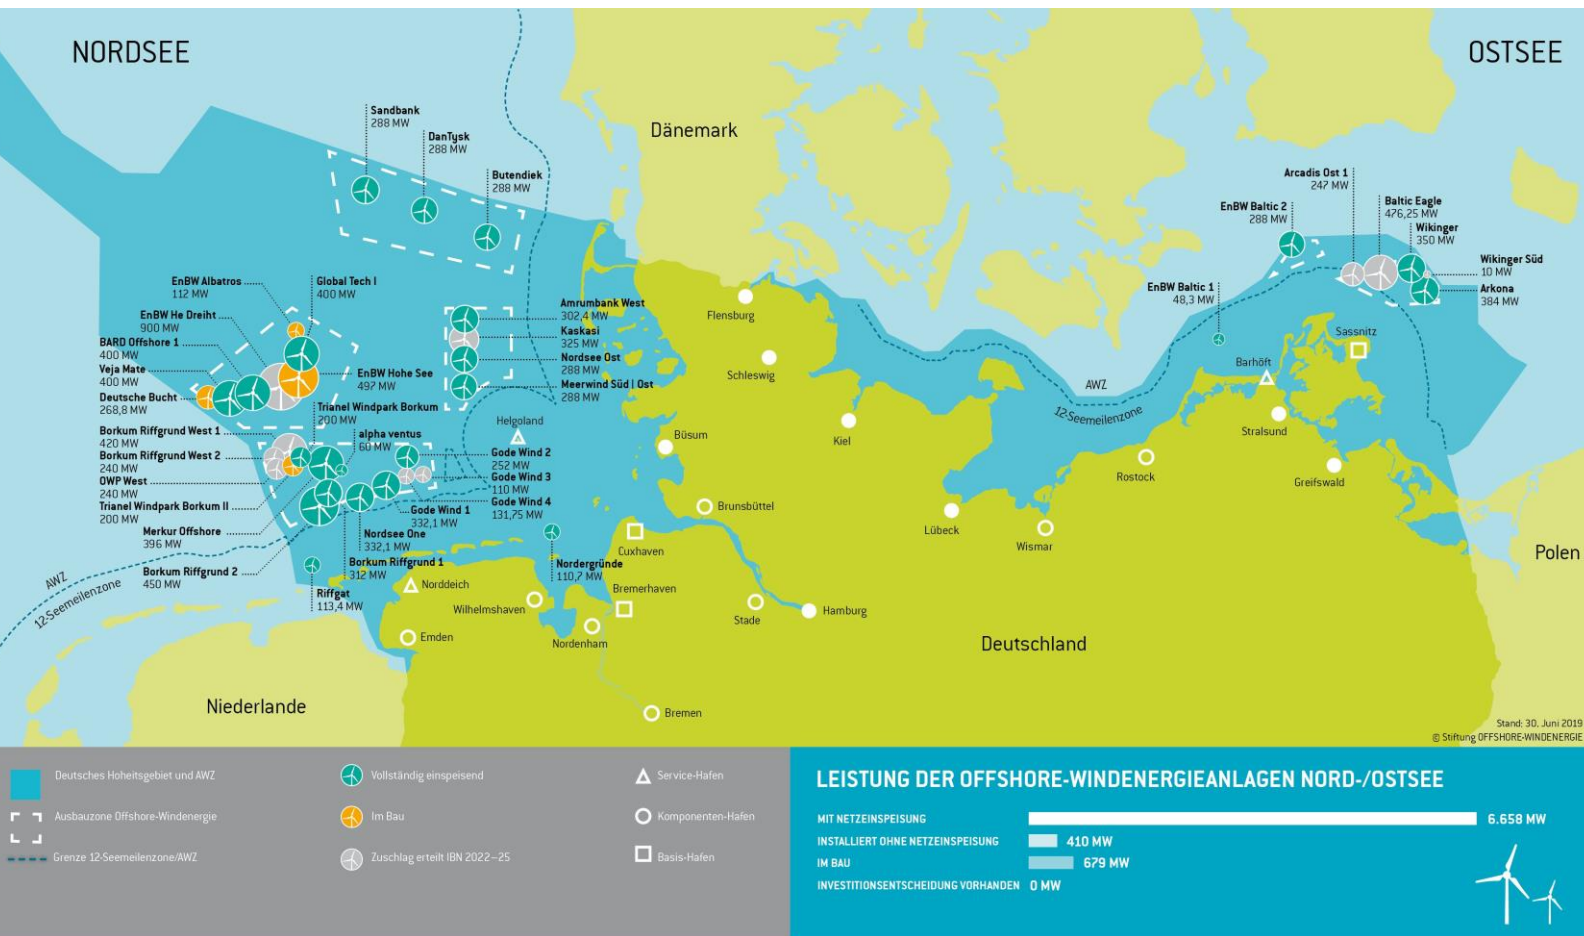 NORDSEE
OSTSEE
Sandbank
288 MW
DanTysk
288 MW
Butendiek
288 MW
Dänemark
Arcadis Ost 1
247 MW
Baltic Eagle
476,25 MW
EnBW Baltic 2
288 MW
Wikinger
350 MW
Wikinger Süd
10 MW
Arkona
384 MW
EnBW Baltic 1
48,3 MW
EnBW Albatros
112 MW
Global Tech I
400 MW
EnBW He Dreiht
900 MW
BARD Offshore 1
400 MW
Veja Mate
400 MW
Deutsche Bucht
268,8 MW
EnBW Hohe See
497 MW
Amrumbank West
302,4 MW
Kaskasi
325 MW
Nordsee Ost
288 MW
Meerwind Süd | Ost
288 MW
Trianel Windpark Borkum
200 MW
alpha ventus
60 MW
Borkum Riffgrund West 1
420 MW
Borkum Riffgrund West 2
240 MW
OWP West
240 MW
Trianel Windpark Borkum II
200 MW
Merkur Offshore
396 MW
Borkum Riffgrund 2
450 MW
Gode Wind 2
252 MW
Gode Wind 3
110 MW
Gode Wind 4
131,75 MW
Gode Wind 1
332,1 MW
Nordsee One
332,1 MW
Borkum Riffgrund 1
312 MW
Riffgat
113,4 MW
Nordergründe
110,7 MW
Helgoland
Flensburg
Schleswig
Büsum
Kiel
Brunsbüttel
Lübeck
Wismar
Rostock
Barhöft
Sassnitz
Stralsund
Greifswald
AWZ
12-Seemeilenzone
AWZ
12-Seemeilenzone
Cuxhaven
Bremerhaven
Norddeich
Wilhelmshaven
Emden
Nordenham
Stade
Hamburg
Bremen
Niederlande
Deutschland
Polen
Stand: 30. Juni 2019
© Stiftung OFFSHORE-WINDENERGIE
Deutsches Hoheitsgebiet und AWZ
Ausbauzone Offshore-Windenergie
Grenze 12-Seemeilenzone/AWZ
Vollständig einspeisend
Im Bau
Zuschlag erteilt IBN 2022–25
Service-Hafen
Komponenten-Hafen
Basis-Hafen
LEISTUNG DER OFFSHORE-WINDENERGIEANLAGEN NORD-/OSTSEE
MIT NETZEINSPEISUNG 6.658 MW
INSTALLIERT OHNE NETZEINSPEISUNG 410 MW
IM BAU 679 MW
INVESTITIONSENTSCHEIDUNG VORHANDEN 0 MW